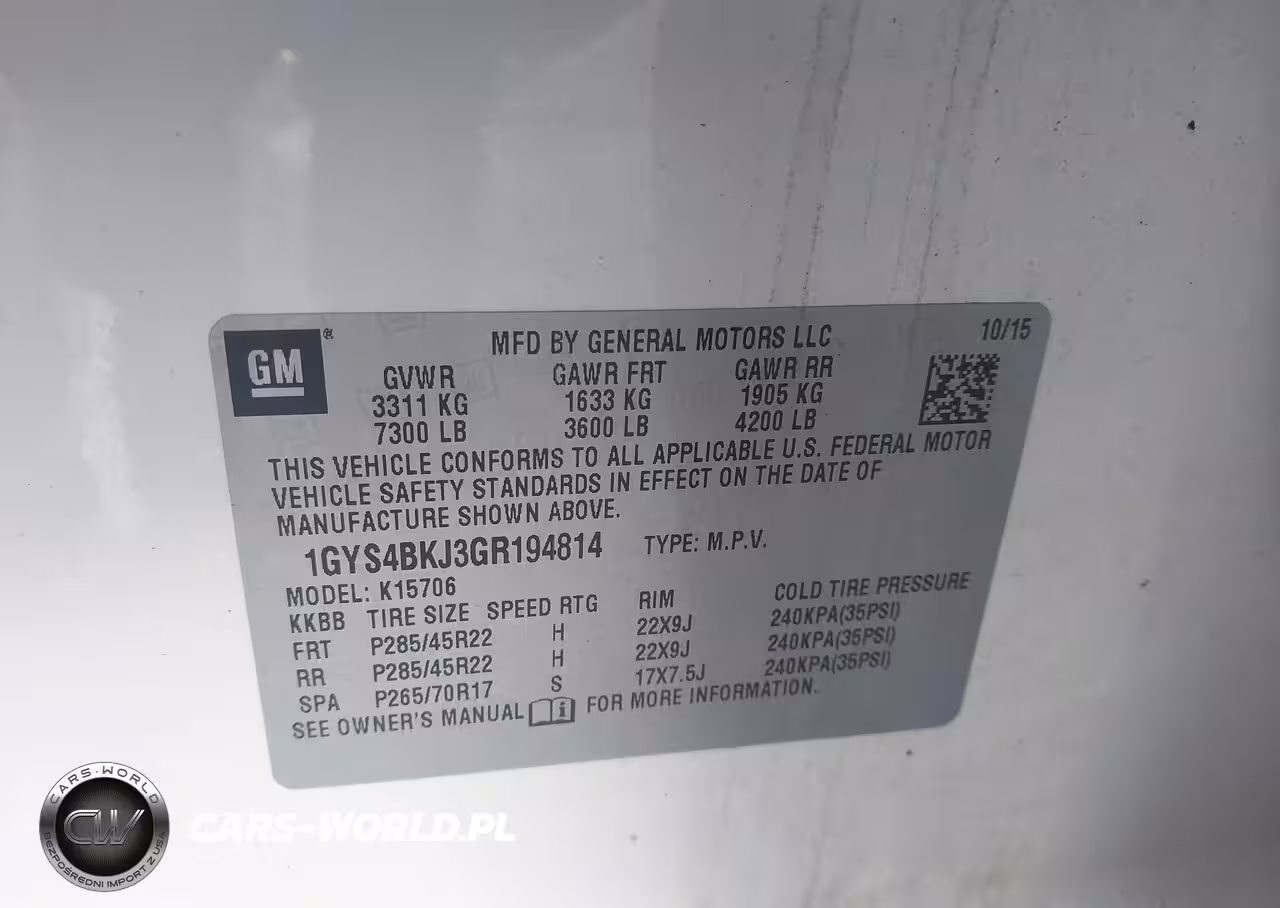 GM®
MFD BY GENERAL MOTORS LLC 10/15
GVWR GAWR FRT GAWR RR
3311 KG 1633 KG 1905 KG
7300 LB 3600 LB 4200 LB
THIS VEHICLE CONFORMS TO ALL APPLICABLE U.S. FEDERAL MOTOR
VEHICLE SAFETY STANDARDS IN EFFECT ON THE DATE OF
MANUFACTURE SHOWN ABOVE.
1GYS4BKJ3GR194814 TYPE: M.P.V.
MODEL: K15706
KKBB TIRE SIZE SPEED RTG RIM COLD TIRE PRESSURE
FRT P285/45R22 H 22X9J 240KPA(35PSI)
RR P285/45R22 H 22X9J 240KPA(35PSI)
SPA P265/70R17 S 17X7.5J 240KPA(35PSI)
SEE OWNER'S MANUAL i FOR MORE INFORMATION.
CARS-WORLD
CW
BEZPOŚREDNI IMPORT Z USA
CARS-WORLD.PL